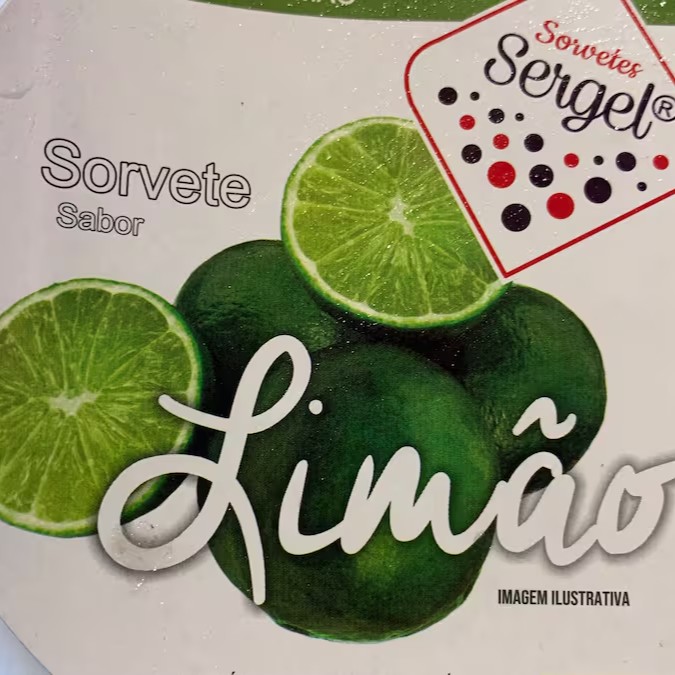 Sorvetes
Sergel®
Sorvete
Sabor
Limão
IMAGEM ILUSTRATIVA